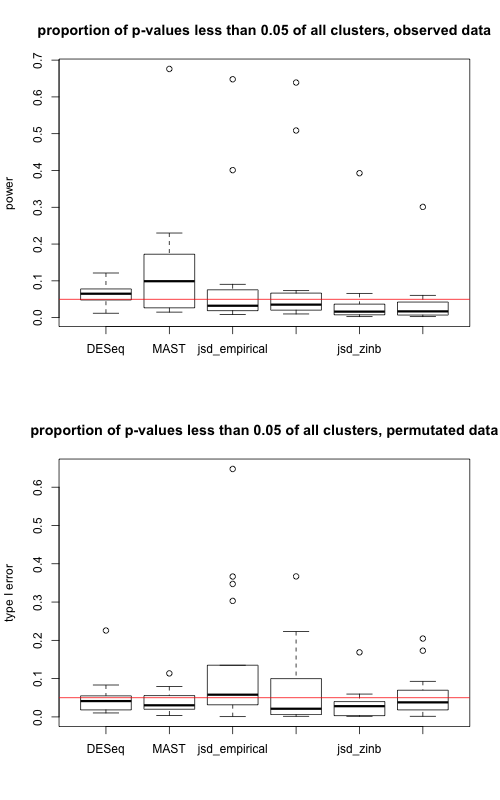 proportion of p-values less than 0.05 of all clusters, observed data
power
0.7
0.6
0.5
0.4
0.3
0.2
0.1
0.0
DESeq MAST jsd_empirical jsd_zinb
proportion of p-values less than 0.05 of all clusters, permutated data
type I error
0.6
0.5
0.4
0.3
0.2
0.1
0.0
DESeq MAST jsd_empirical jsd_zinb